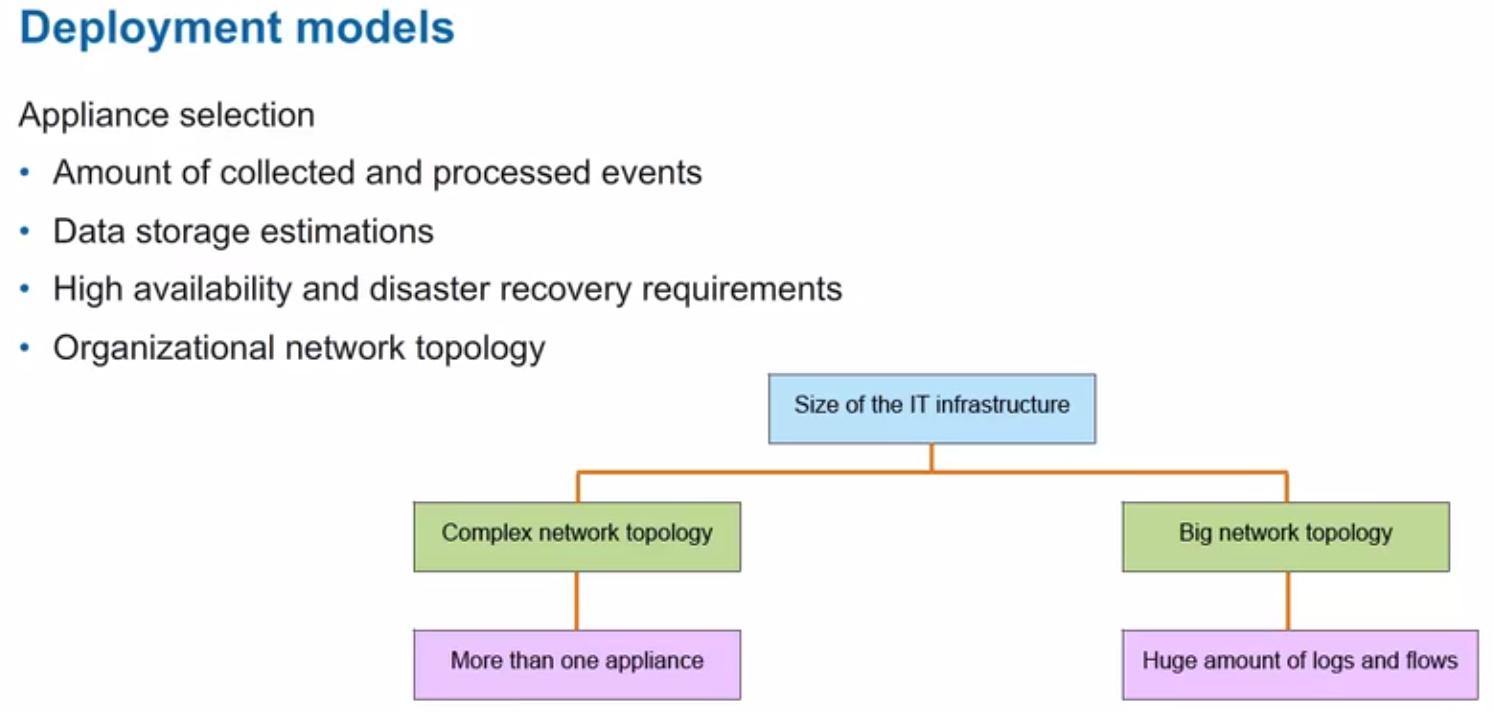 Deployment models
Appliance selection
• Amount of collected and processed events
• Data storage estimations
• High availability and disaster recovery requirements
• Organizational network topology
Size of the IT infrastructure
Complex network topology
Big network topology
More than one appliance
Huge amount of logs and flows